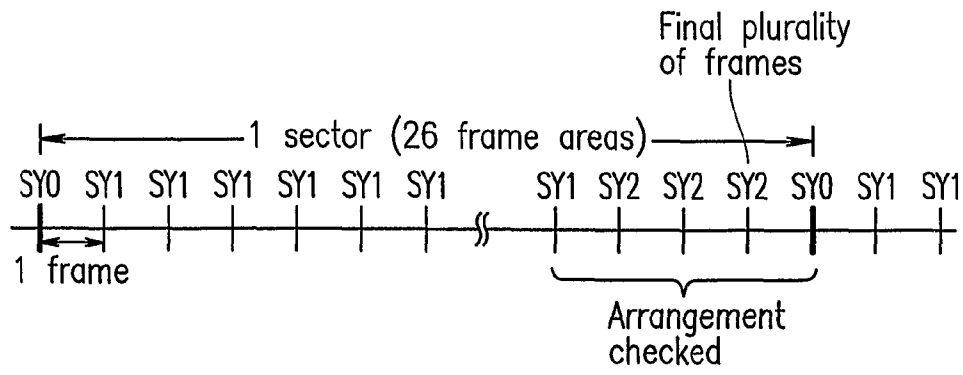 Final plurality
of frames
1 sector (26 frame areas)
SY0 SY1 SY1 SY1 SY1 SY1 SY1 SY1 SY2 SY2 SY2 SY0 SY1 SY1
1 frame
Arrangement
checked